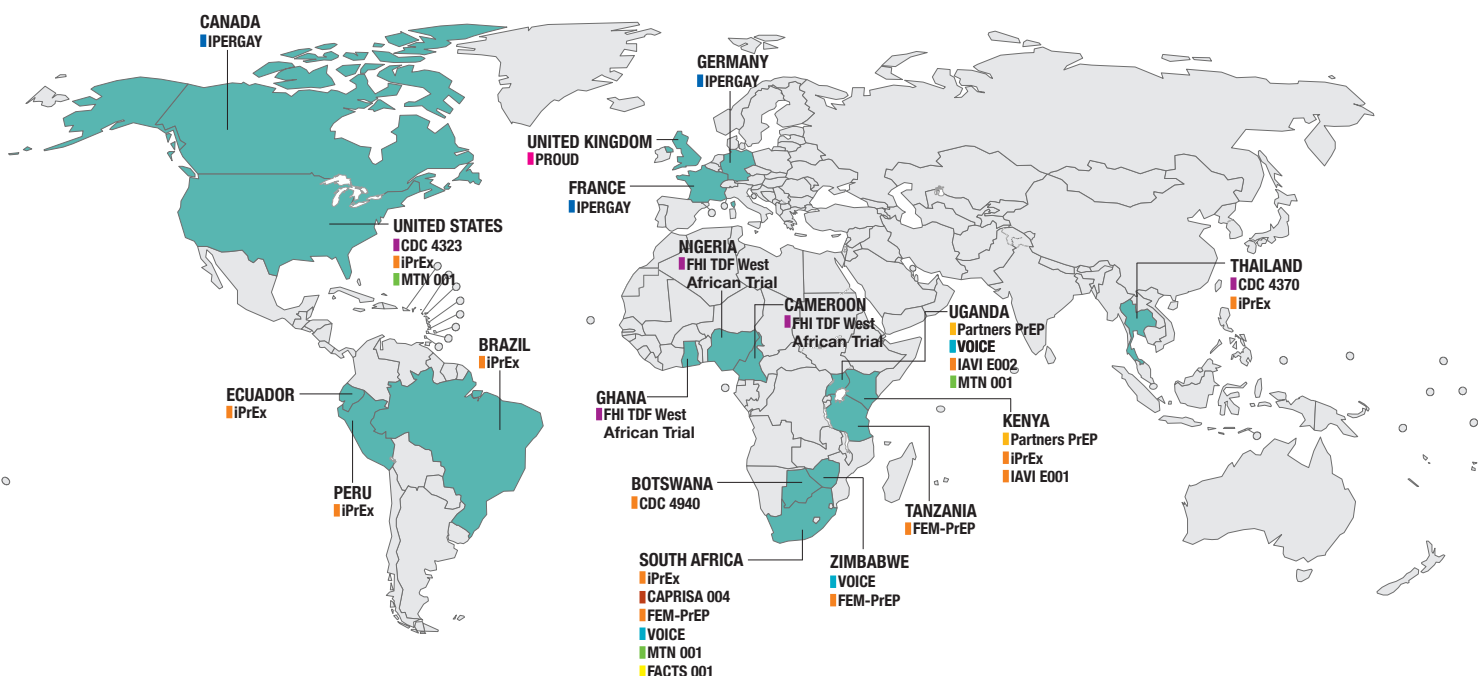 CANADA
IPERGAY
GERMANY
IPERGAY
UNITED KINGDOM
PROUD
FRANCE
IPERGAY
UNITED STATES
CDC 4323
iPrEx
MTN 001
NIGERIA
FHI TDF West
African Trial
CAMEROON
FHI TDF West
African Trial
UGANDA
Partners PrEP
VOICE
IAVI E002
MTN 001
THAILAND
CDC 4370
iPrEx
BRAZIL
iPrEx
ECUADOR
iPrEx
GHANA
FHI TDF West
African Trial
KENYA
Partners PrEP
iPrEx
IAVI E001
PERU
iPrEx
BOTSWANA
CDC 4940
TANZANIA
FEM-PrEP
SOUTH AFRICA
iPrEx
CAPRISA 004
FEM-PrEP
VOICE
MTN 001
FACTS 001
ZIMBABWE
VOICE
FEM-PrEP